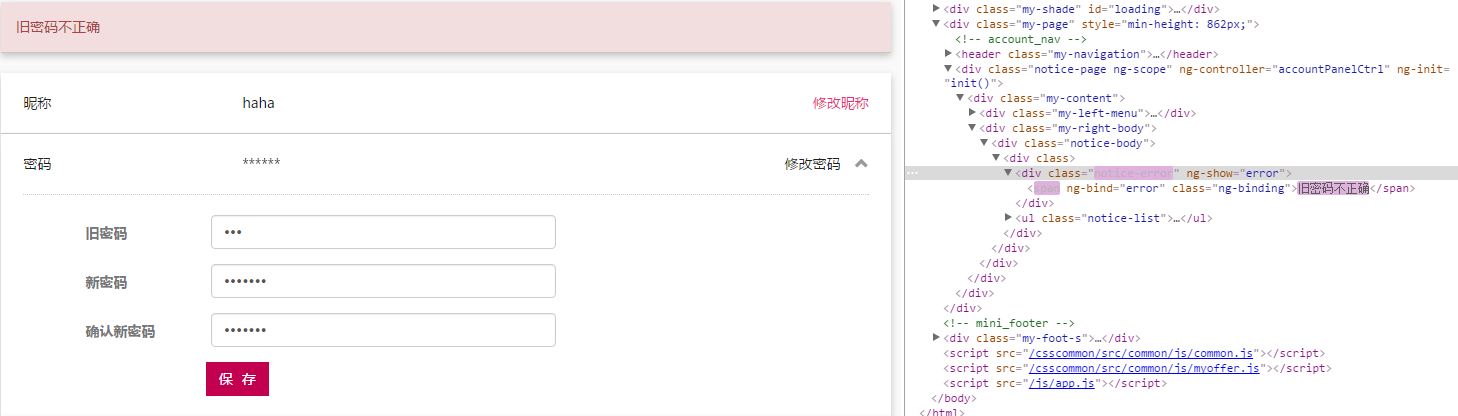 旧密码不正确
昵称 haha 修改昵称
密码 ****** 修改密码
旧密码 •••
新密码 •••••••
确认新密码 •••••••
保 存
<div class="my-shade" id="loading">…</div>
<div class="my-page" style="min-height: 862px;">
<!-- account_nav -->
<header class="my-navigation">…</header>
<div class="notice-page ng-scope" ng-controller="accountPanelCtrl" ng-init=
"init()">
<div class="my-content">
<div class="my-left-menu">…</div>
<div class="my-right-body">
<div class="notice-body">
<div class>
<div class="notice-error" ng-show="error">
<span ng-bind="error" class="ng-binding">旧密码不正确</span>
</div>
<ul class="notice-list">…</ul>
</div>
</div>
</div>
</div>
</div>
</div>
<!-- mini_footer -->
<div class="my-foot-s">…</div>
<script src="/csscommon/src/common/js/common.js"></script>
<script src="/csscommon/src/common/js/myoffer.js"></script>
<script src="/js/app.js"></script>
</body>
</html>